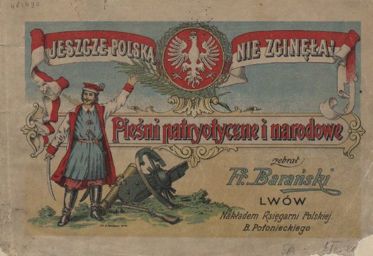 JESZCZE POLSKA NIE ZGINĘŁA!
Pieśni patryotyczne i narodowe
zebrał
Fr. Barański
LWÓW
Nakładem Księgarni Polskiej
B. Połonieckiego